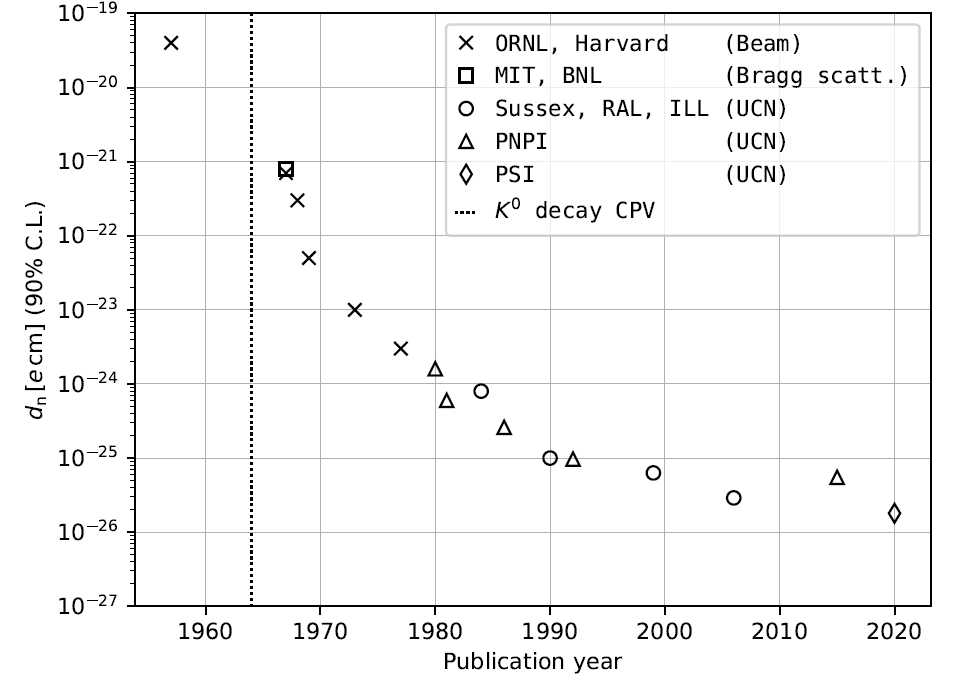 10⁻¹⁹
10⁻²⁰
10⁻²¹
10⁻²²
10⁻²³
10⁻²⁴
10⁻²⁵
10⁻²⁶
10⁻²⁷
dₙ [e cm] (90% C.L.)
ORNL, Harvard (Beam)
MIT, BNL (Bragg scatt.)
Sussex, RAL, ILL (UCN)
PNPI (UCN)
PSI (UCN)
K⁰ decay CPV
1960 1970 1980 1990 2000 2010 2020
Publication year